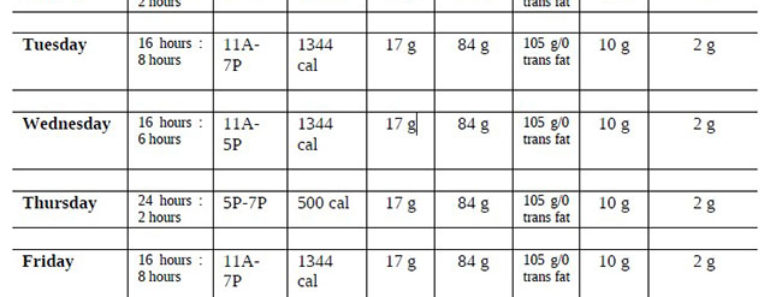 2 hours trans fat
Tuesday 16 hours : 11A- 1344 17 g 84 g 105 g/0 10 g 2 g
8 hours 7P cal trans fat
Wednesday 16 hours : 11A- 1344 17 g 84 g 105 g/0 10 g 2 g
6 hours 5P cal trans fat
Thursday 24 hours : 5P-7P 500 cal 17 g 84 g 105 g/0 10 g 2 g
2 hours trans fat
Friday 16 hours : 11A- 1344 17 g 84 g 105 g/0 10 g 2 g
8 hours 7P cal trans fat